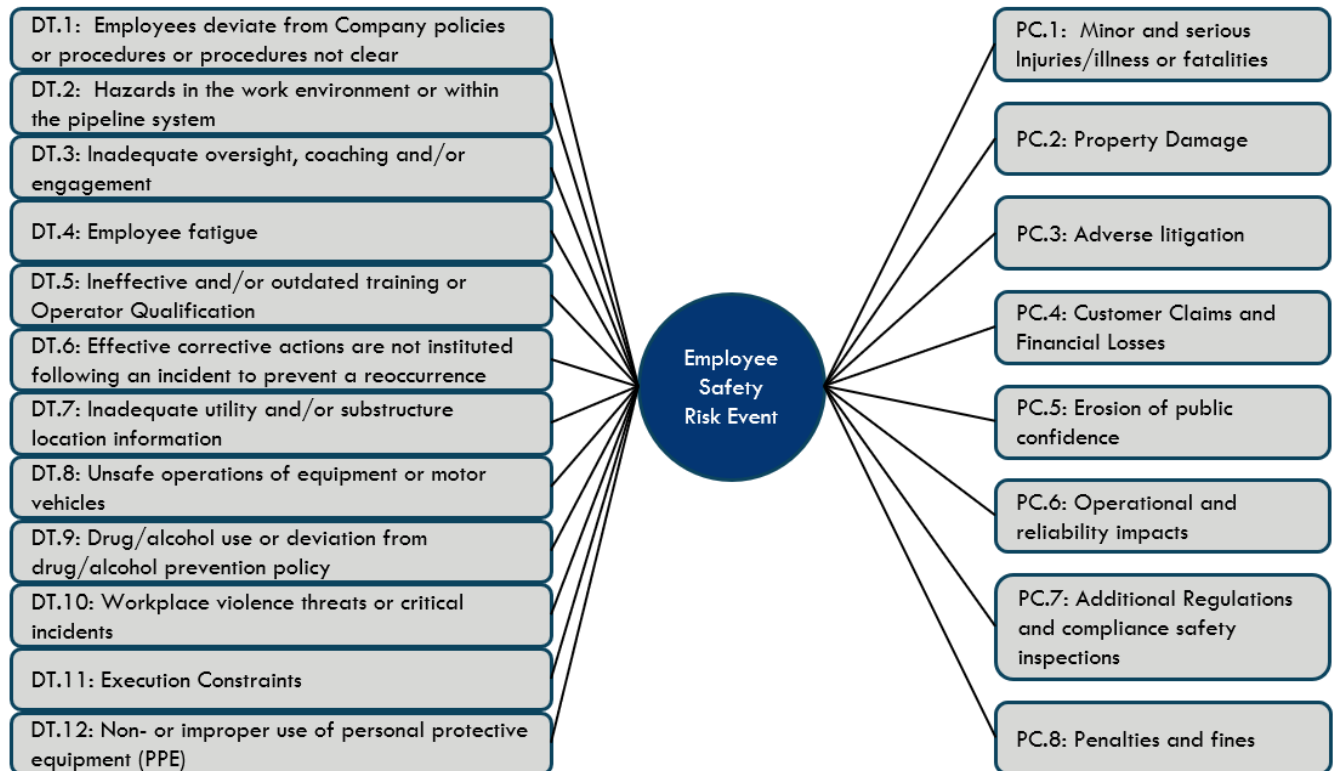 DT.1: Employees deviate from Company policies
or procedures or procedures not clear
DT.2: Hazards in the work environment or within
the pipeline system
DT.3: Inadequate oversight, coaching and/or
engagement
DT.4: Employee fatigue
DT.5: Ineffective and/or outdated training or
Operator Qualification
DT.6: Effective corrective actions are not instituted
following an incident to prevent a reoccurrence
DT.7: Inadequate utility and/or substructure
location information
DT.8: Unsafe operations of equipment or motor
vehicles
DT.9: Drug/alcohol use or deviation from
drug/alcohol prevention policy
DT.10: Workplace violence threats or critical
incidents
DT.11: Execution Constraints
DT.12: Non- or improper use of personal protective
equipment (PPE)
Employee
Safety
Risk Event
PC.1: Minor and serious
Injuries/illness or fatalities
PC.2: Property Damage
PC.3: Adverse litigation
PC.4: Customer Claims and
Financial Losses
PC.5: Erosion of public
confidence
PC.6: Operational and
reliability impacts
PC.7: Additional Regulations
and compliance safety
inspections
PC.8: Penalties and fines